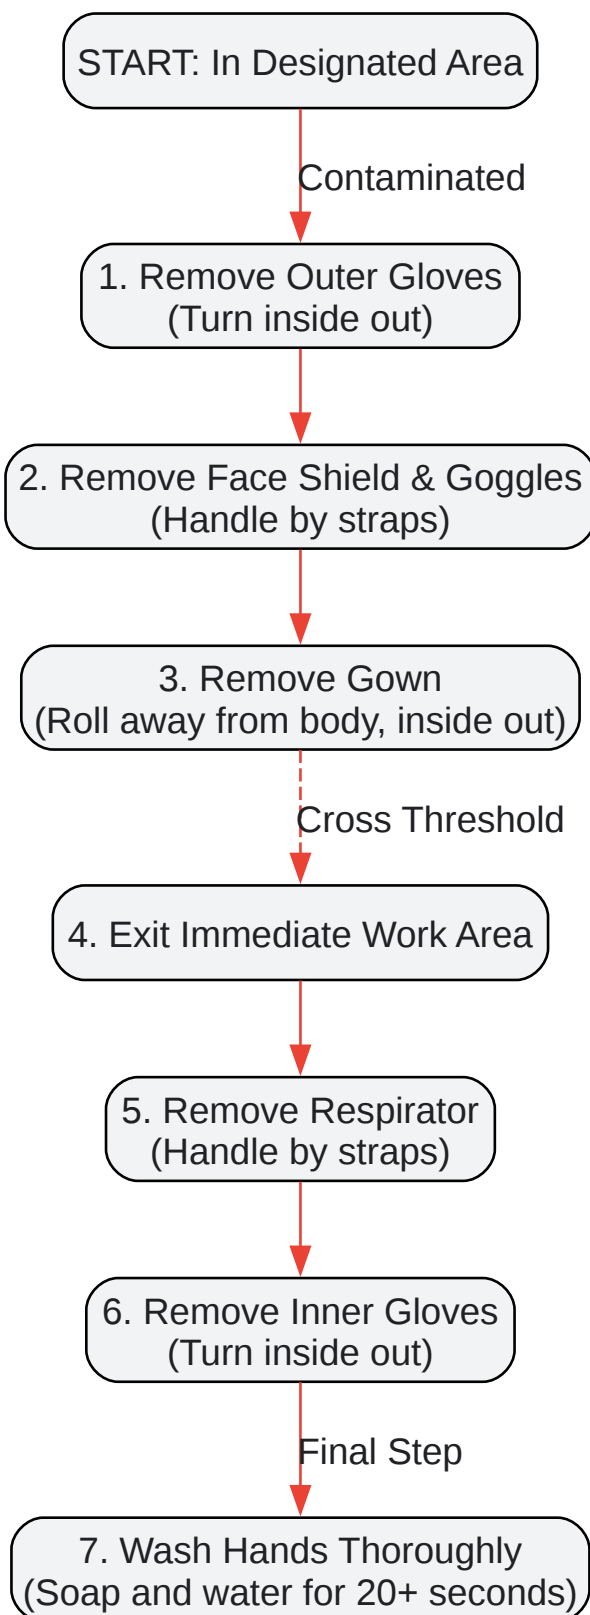 START: In Designated Area
Contaminated
1. Remove Outer Gloves
(Turn inside out)
2. Remove Face Shield & Goggles
(Handle by straps)
3. Remove Gown
(Roll away from body, inside out)
Cross Threshold
4. Exit Immediate Work Area
5. Remove Respirator
(Handle by straps)
6. Remove Inner Gloves
(Turn inside out)
Final Step
7. Wash Hands Thoroughly
(Soap and water for 20+ seconds)